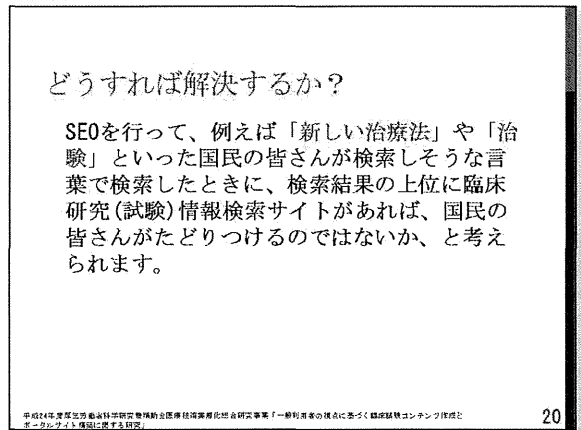 どうすれば解決するか？
SEOを行って、例えば「新しい治療法」や「治
験」といった国民の皆さんが検索しそうな言
葉で検索したときに、検索結果の上位に臨床
研究(試験)情報検索サイトがあれば、国民の
皆さんがたどりつけるのではないか、と考え
られます。
平成24年度厚生労働省科学研究費補助金医療技術実用化総合研究事業「一般利用者の視点に基づく臨床試験コンテンツ作成と
ポータルサイト構築に関する研究」
20